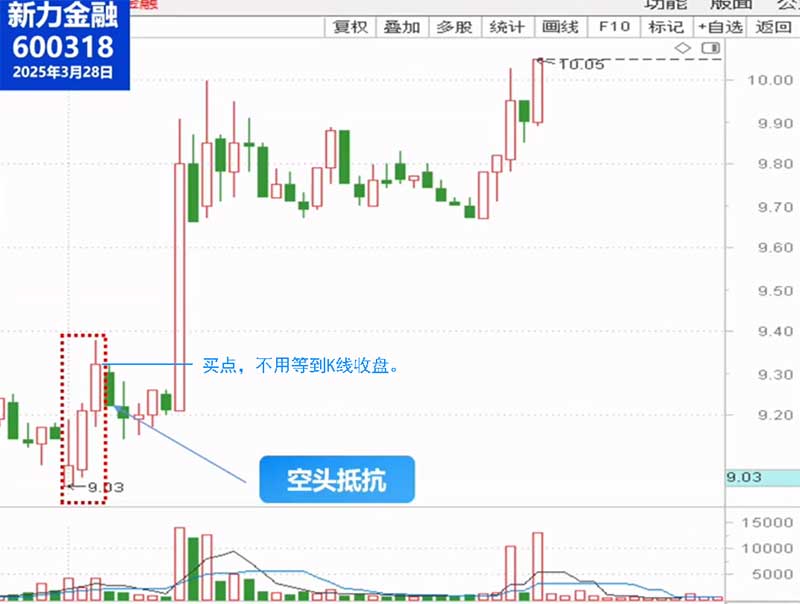 新力金融
600318
2025年3月28日
金融
功能 版面
复权 叠加 多股 统计 画线 F10 标记 +自选 返回
10.05
10.00
9.90
9.80
9.70
9.60
9.50
9.40
买点，不用等到K线收盘。
9.30
9.20
空头抵抗
9.03
9.03
15000
10000
5000